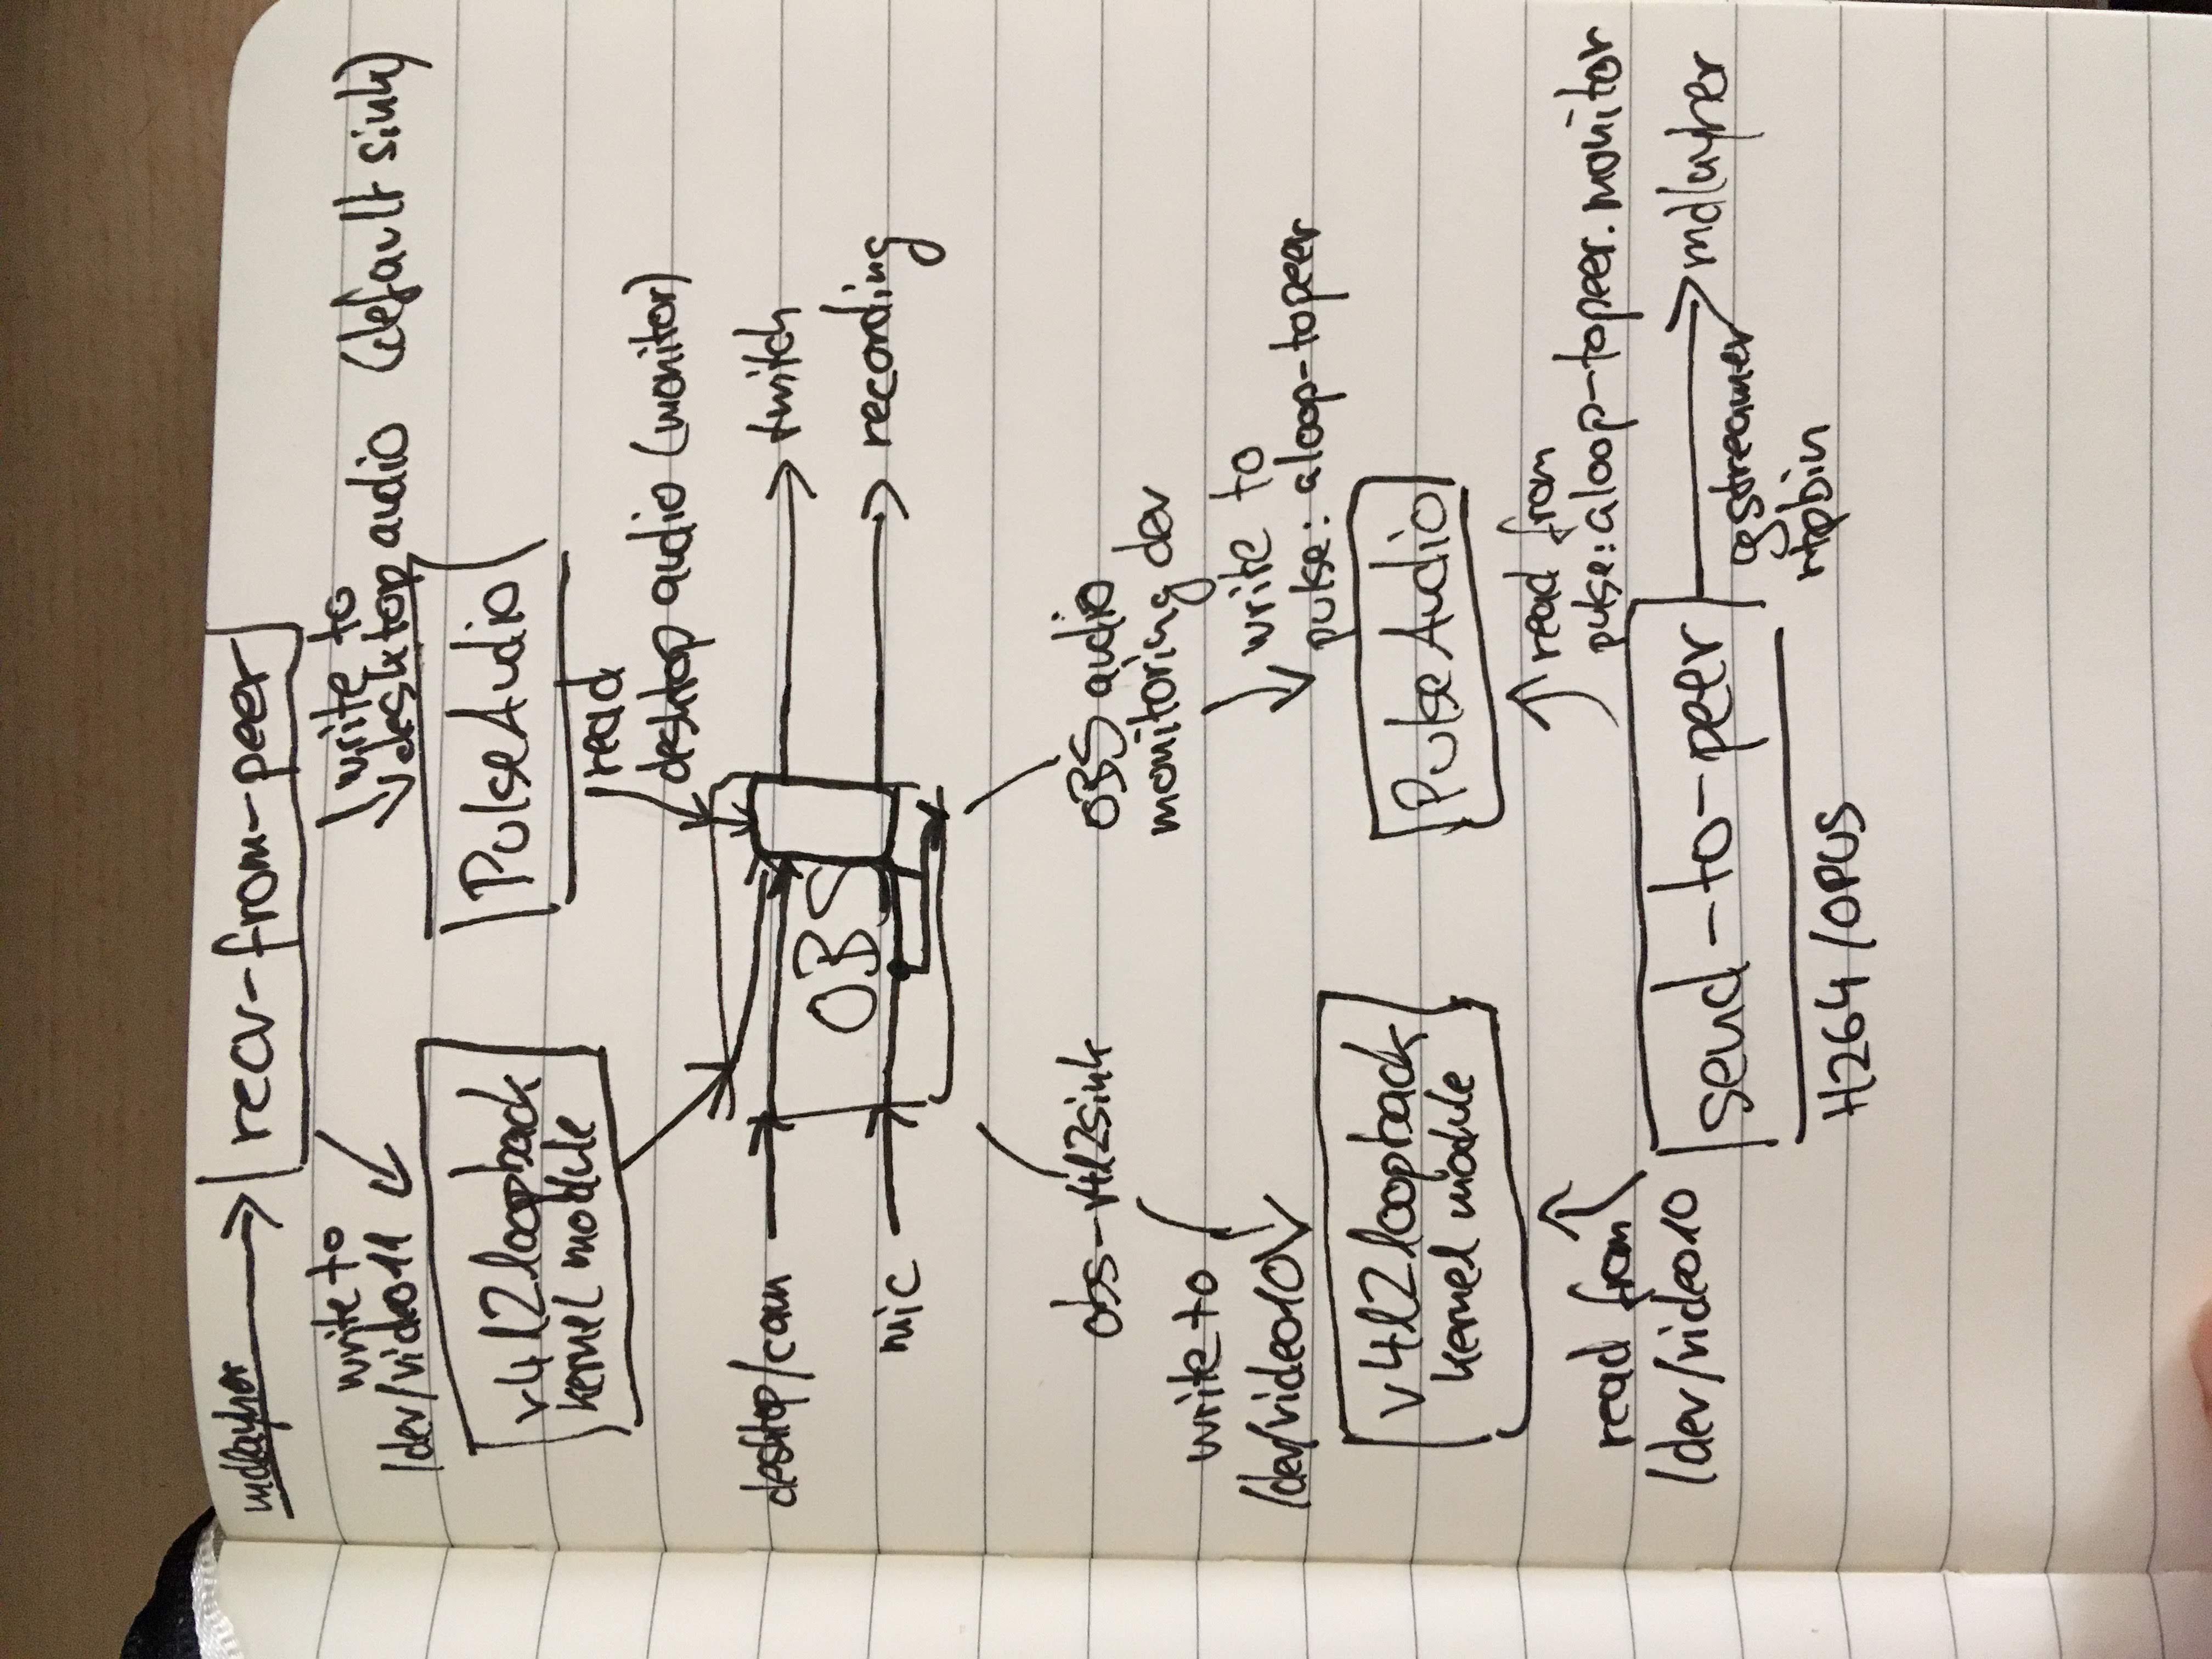 mdlayher
recv-from-peer
write to
/dev/video11
write to
desktop audio (default sink)
v4l2loopback
kernel module
PulseAudio
read
desktop audio (monitor)
desktop/cam
mic
OBS
twitch
recording
obs-v4l2sink
OBS audio
monitoring dev
write to
/dev/video10
write to
pulse: aloop-topeer
v4l2loopback
kernel module
PulseAudio
read from
/dev/video10
read from
pulse:aloop-topeer.monitor
send-to-peer
mdlayher
gstreamer
rtpbin
H264/OPUS